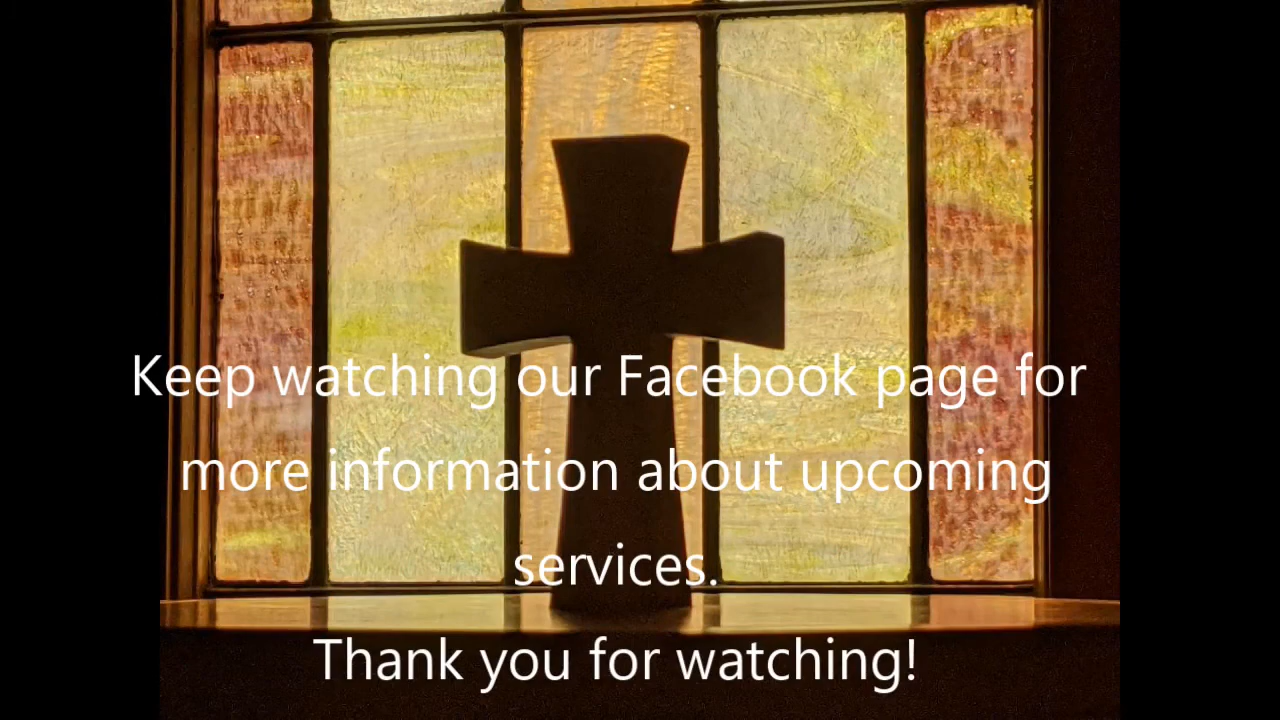 Keep watching our Facebook page for
more information about upcoming
services.
Thank you for watching!